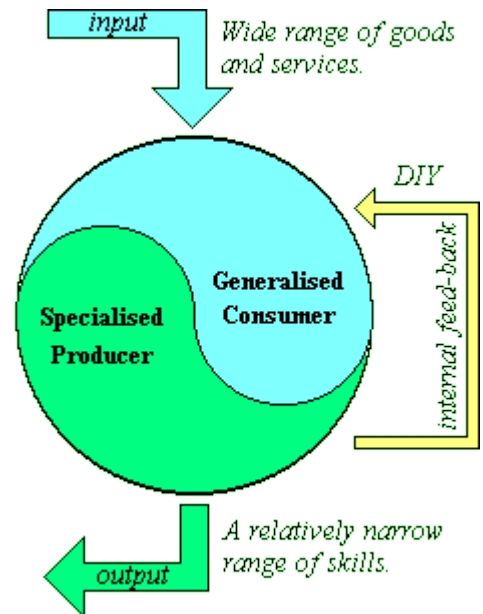 input
Wide range of goods
and services.
DIY
Generalised
Consumer
Specialised
Producer
internal feed-back
A relatively narrow
range of skills.
output